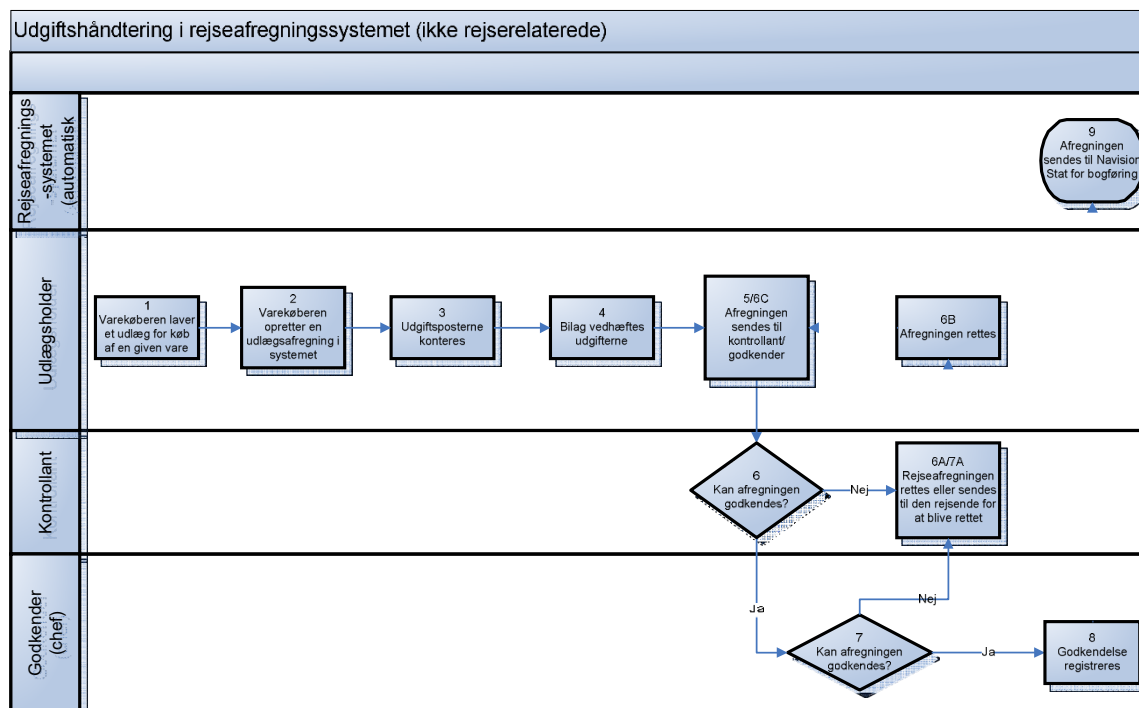 Udgiftshåndtering i rejseafregningssystemet (ikke rejserelaterede)
Rejseafregnings
-systemet
(automatisk
9
Afregningen
sendes til Navision
Stat for bogføring
Udlægsholder
1
Varekøberen laver
et udlæg for køb
af en given vare
2
Varekøberen
opretter en
udlægsafregning i
systemet
3
Udgiftsposterne
konteres
4
Bilag vedhæftes
udgifterne
5/6C
Afregningen
sendes til
kontrollant/
godkender
6B
Afregningen rettes
Kontrollant
6
Kan afregningen
godkendes?
Nej
6A/7A
Rejseafregningen
rettes eller sendes
til den rejsende for
at blive rettet
Godkender
(chef)
Ja
Nej
7
Kan afregningen
godkendes?
Ja
8
Godkendelse
registreres